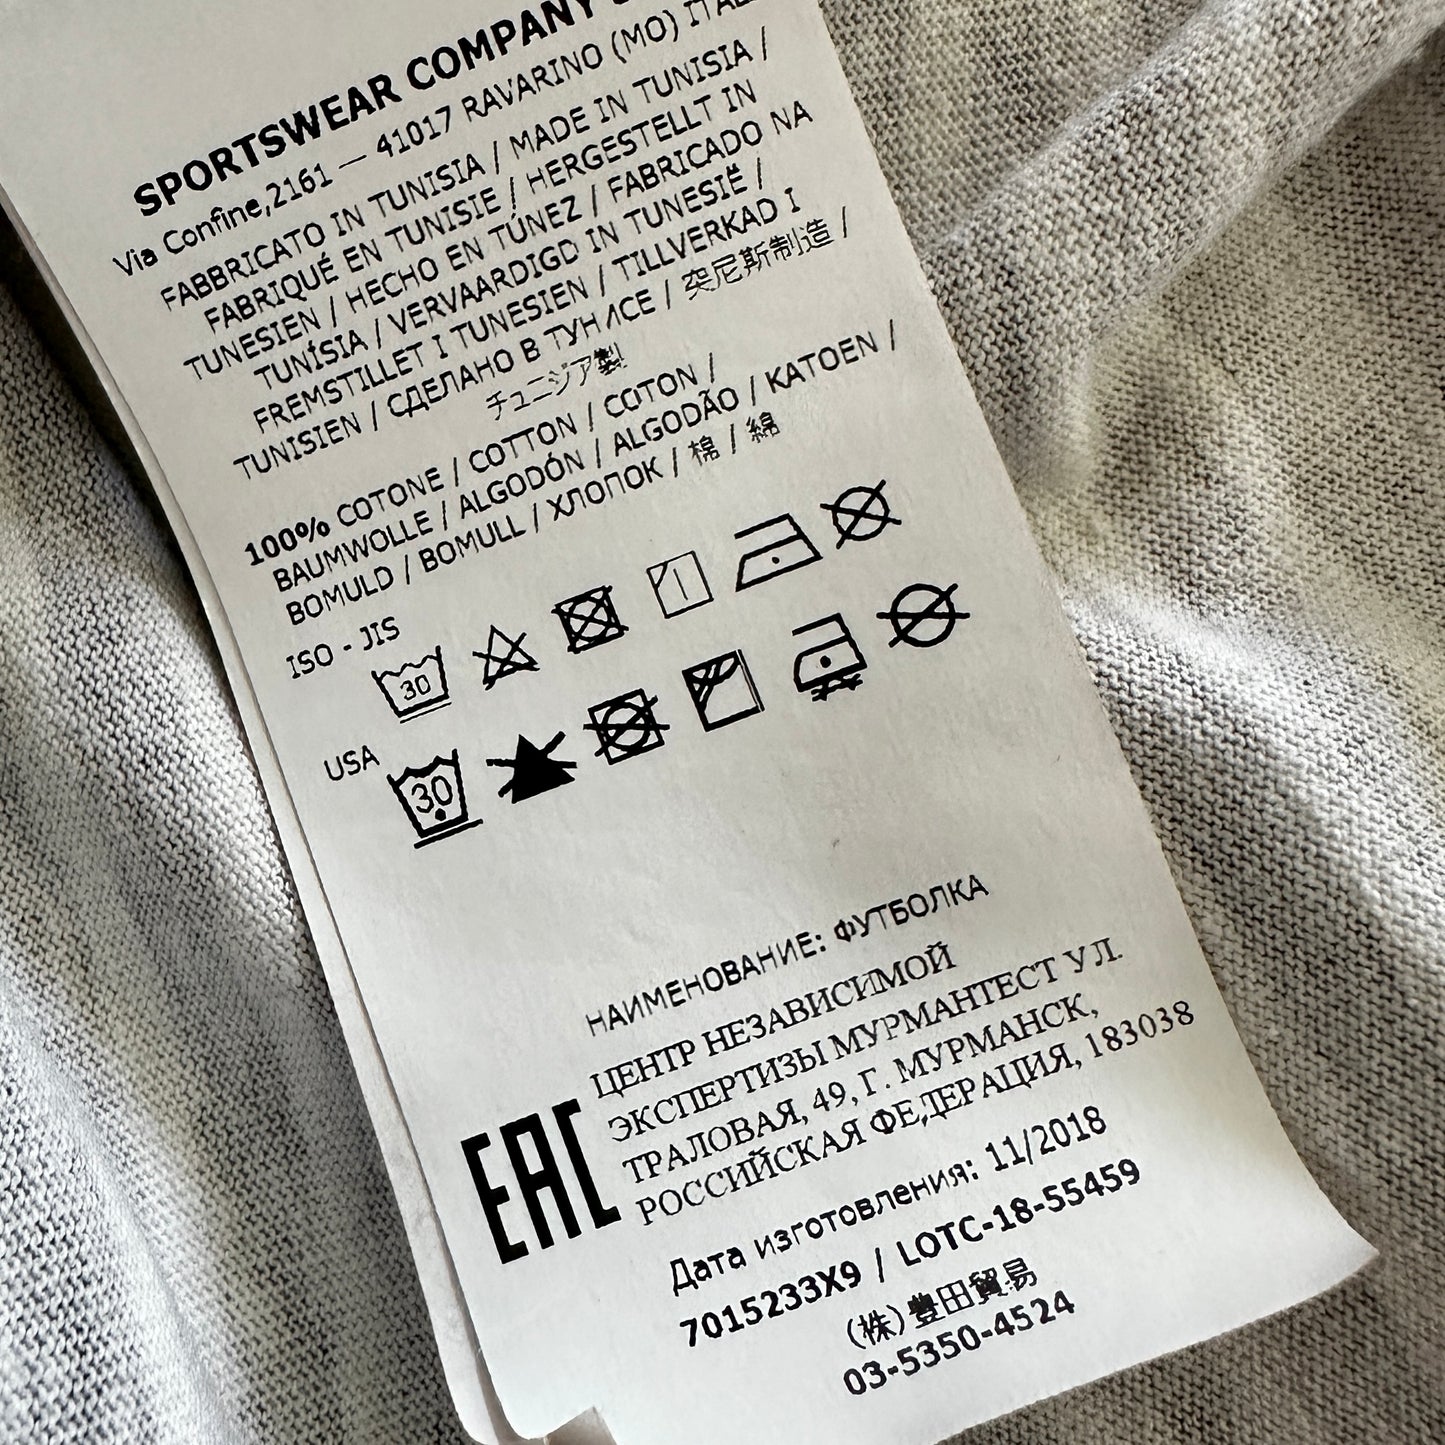 SPORTSWEAR COMPANY
Via Confine,2161 — 41017 RAVARINO (MO)
FABBRICATO IN TUNISIA / MADE IN TUNISIA /
FABRIQUÉ EN TUNISIE / HERGESTELLT IN
TUNESIEN / HECHO EN TÚNEZ / FABRICADO NA
TUNÍSIA / VERVAARDIGD IN TUNESIË /
FREMSTILLET I TUNESIEN / TILLVERKAD I
TUNISIEN / СДЕЛАНО В ТУНИСЕ / 突尼斯制造 /
チュニジア製
100% COTONE / COTTON / COTON /
BAUMWOLLE / ALGODÓN / ALGODÃO / KATOEN /
BOMULD / BOMULL / ХЛОПОК / 棉 / 綿
ISO - JIS
30
USA
30
НАИМЕНОВАНИЕ: ФУТБОЛКА
ЦЕНТР НЕЗАВИСИМОЙ
ЭКСПЕРТИЗЫ МУРМАНТЕСТ УЛ.
ТРАЛОВАЯ, 49, Г. МУРМАНСК,
РОССИЙСКАЯ ФЕДЕРАЦИЯ, 183038
EAC
Дата изготовления: 11/2018
7015233X9 / LOTC-18-55459
(株)豊田貿易
03-5350-4524